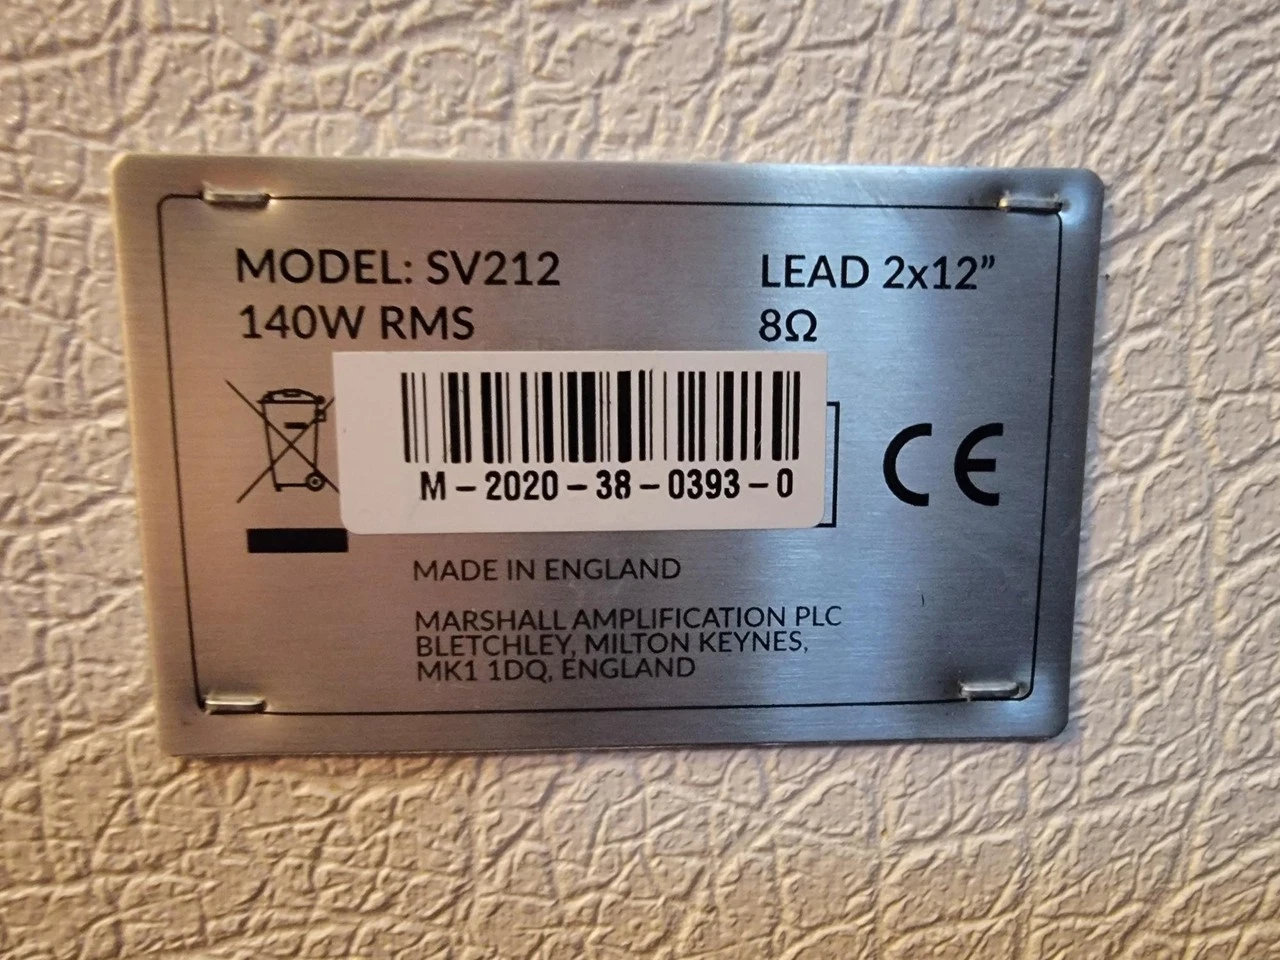 MODEL: SV212
LEAD 2x12”
140W RMS
8Ω
CE
M-2020-38-0393-0
MADE IN ENGLAND
MARSHALL AMPLIFICATION PLC
BLETCHLEY, MILTON KEYNES,
MK1 1DQ, ENGLAND